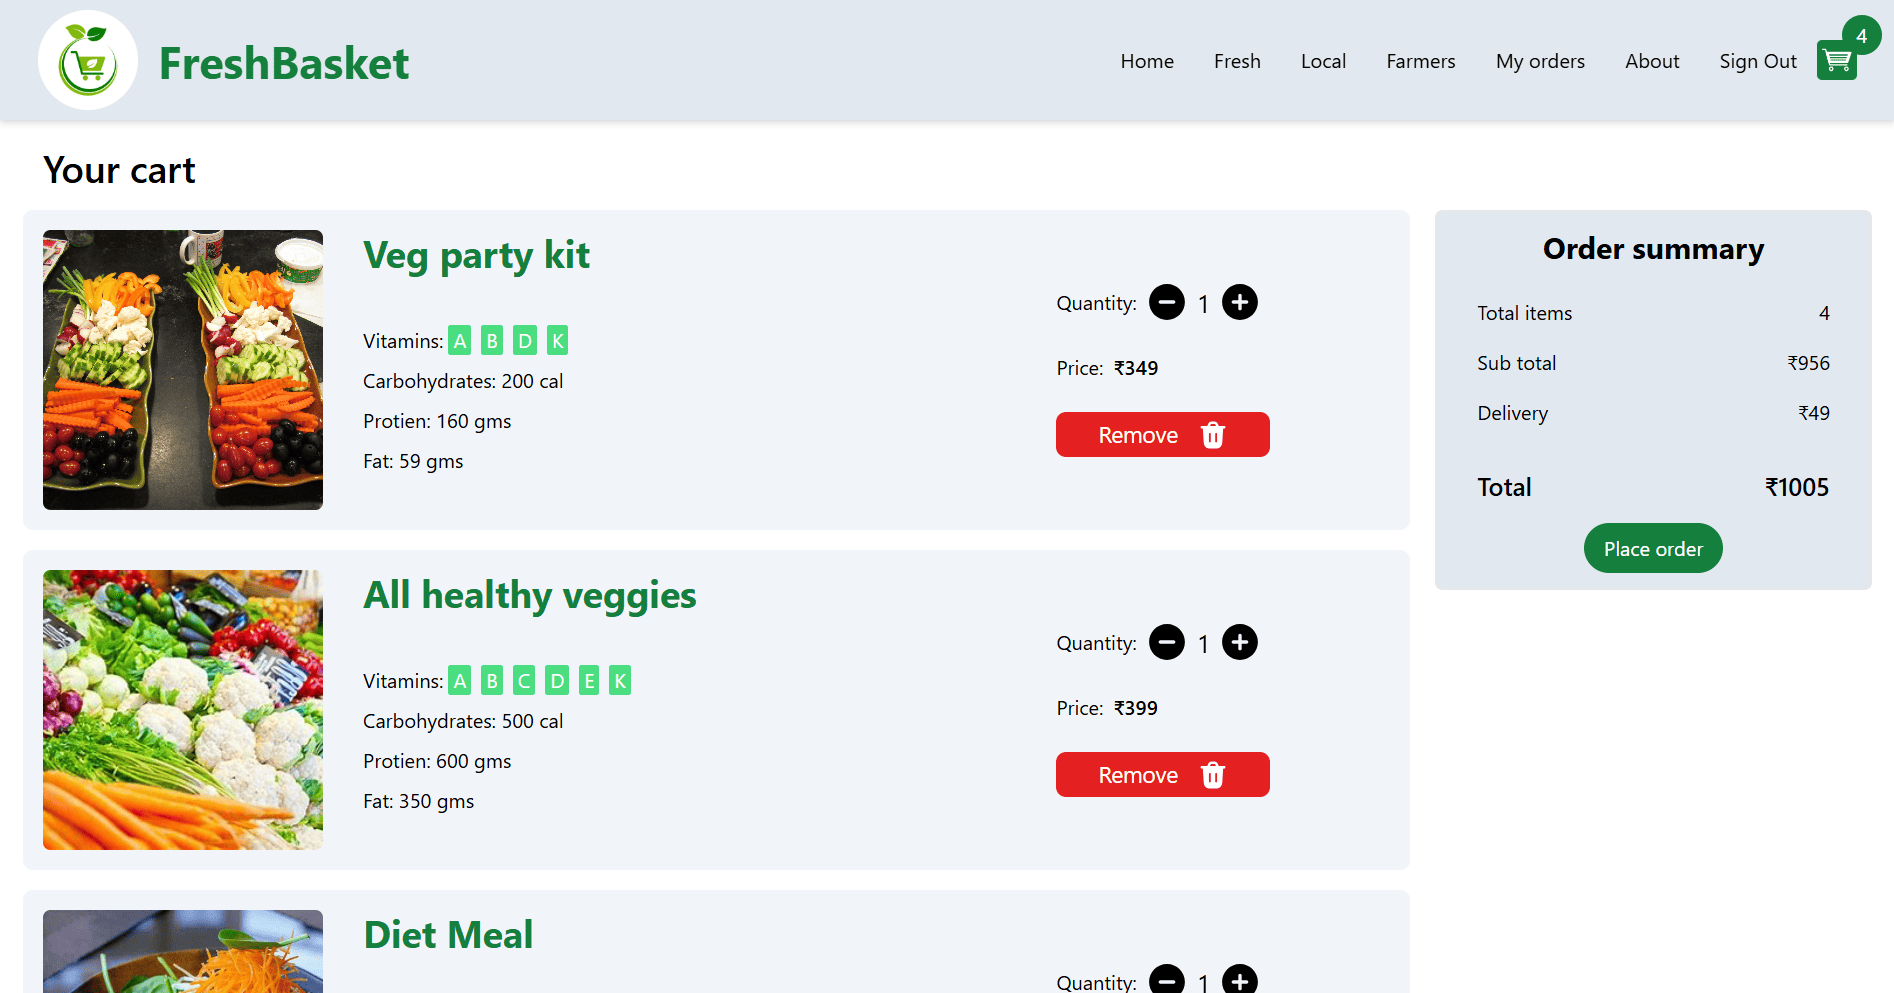 FreshBasket
Home Fresh Local Farmers My orders About Sign Out 4
Your cart
Veg party kit
Vitamins: A B D K
Carbohydrates: 200 cal
Protien: 160 gms
Fat: 59 gms
Quantity: 1
Price: ₹349
Remove
All healthy veggies
Vitamins: A B C D E K
Carbohydrates: 500 cal
Protien: 600 gms
Fat: 350 gms
Quantity: 1
Price: ₹399
Remove
Diet Meal
Quantity: 1
Order summary
Total items 4
Sub total ₹956
Delivery ₹49
Total ₹1005
Place order